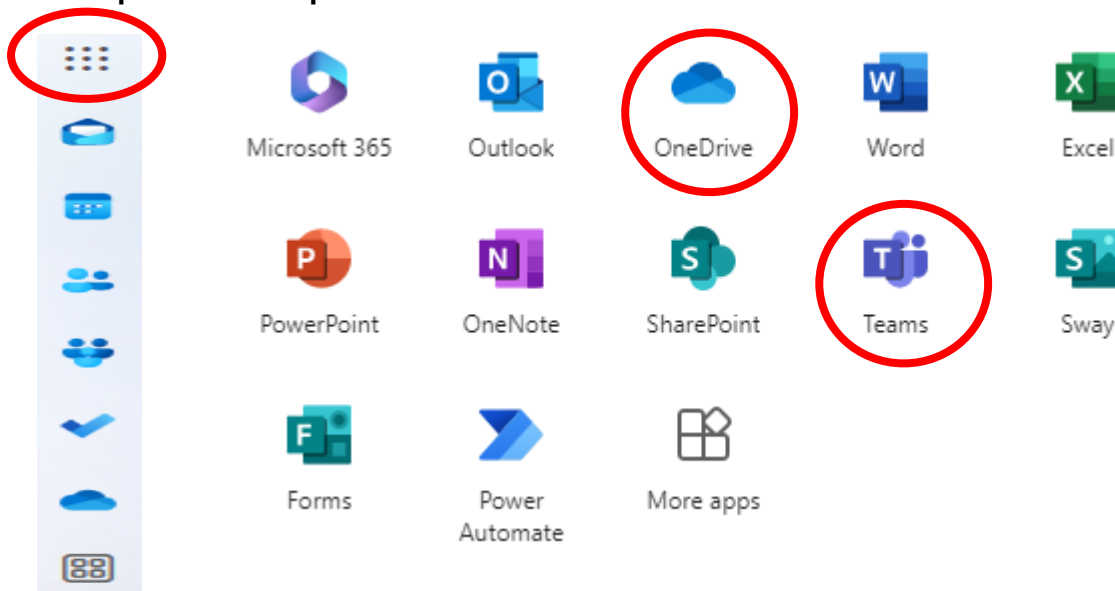 Microsoft 365 Outlook OneDrive Word Excel
PowerPoint OneNote SharePoint Teams Sway
Forms Power Automate More apps